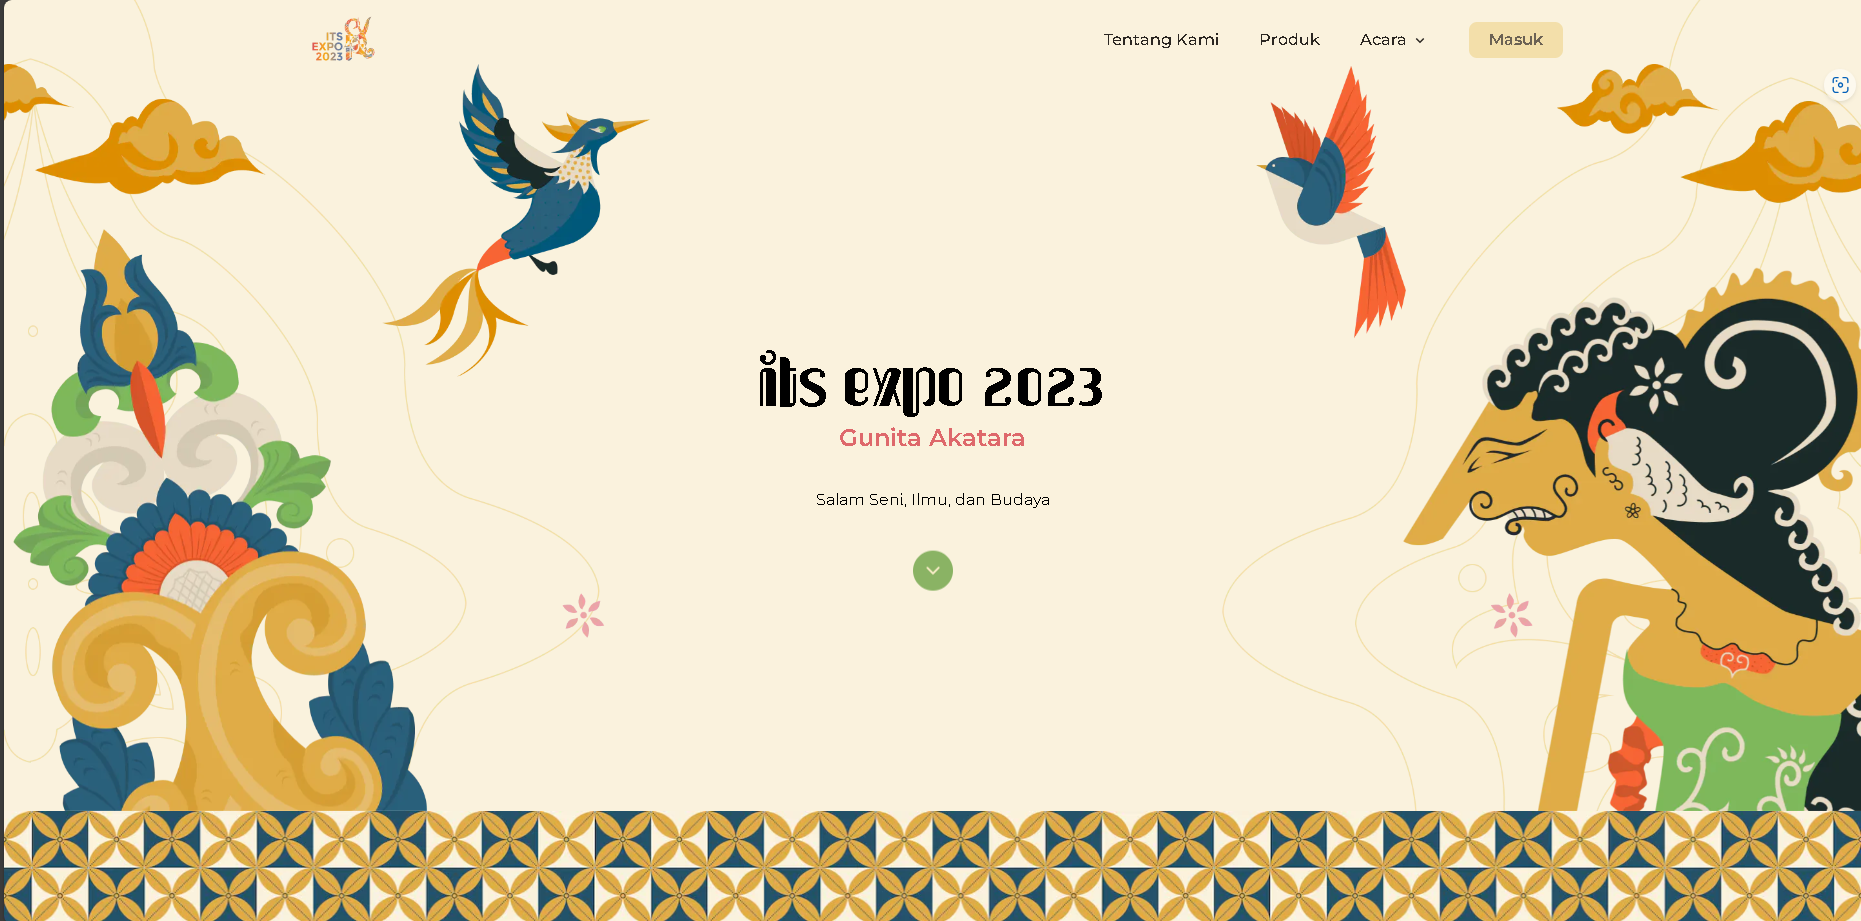 ITS
EXPO
2023
Tentang Kami
Produk
Acara
Masuk
its expo 2023
Gunita Akatara
Salam Seni, Ilmu, dan Budaya